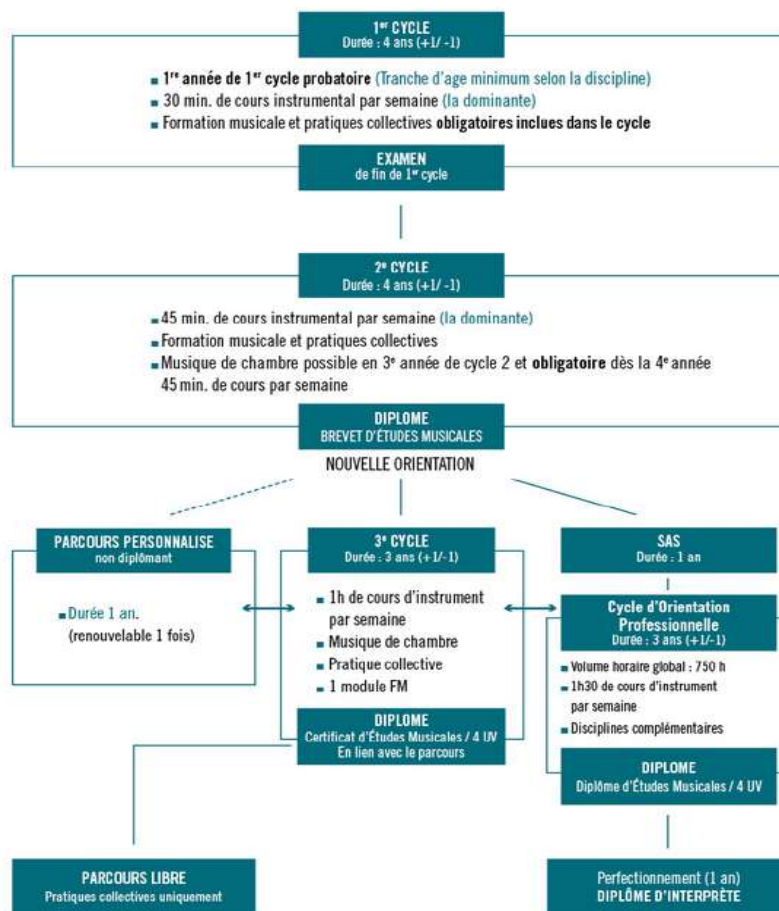 1er CYCLE
Durée : 4 ans (+1/ -1)
1re année de 1er cycle probatoire (Tranche d'age minimum selon la discipline)
30 min. de cours instrumental par semaine (la dominante)
Formation musicale et pratiques collectives obligatoires inclues dans le cycle
EXAMEN
de fin de 1er cycle
2e CYCLE
Durée : 4 ans (+1/ -1)
45 min. de cours instrumental par semaine (la dominante)
Formation musicale et pratiques collectives
Musique de chambre possible en 3e année de cycle 2 et obligatoire dès la 4e année
45 min. de cours par semaine
DIPLOME
BREVET D'ÉTUDES MUSICALES
NOUVELLE ORIENTATION
PARCOURS PERSONNALISE
non diplômant
Durée 1 an.
(renouvelable 1 fois)
3e CYCLE
Durée : 3 ans (+1/-1)
1h de cours d'instrument
par semaine
Musique de chambre
Pratique collective
1 module FM
DIPLOME
Certificat d'Études Musicales / 4 UV
En lien avec le parcours
SAS
Durée : 1 an
Cycle d'Orientation
Professionnelle
Durée : 3 ans (+1/-1)
Volume horaire global : 750 h
1h30 de cours d'instrument
par semaine
Disciplines complémentaires
DIPLOME
Diplôme d'Études Musicales / 4 UV
PARCOURS LIBRE
Pratiques collectives uniquement
Perfectionnement (1 an)
DIPLÔME D'INTERPRÈTE